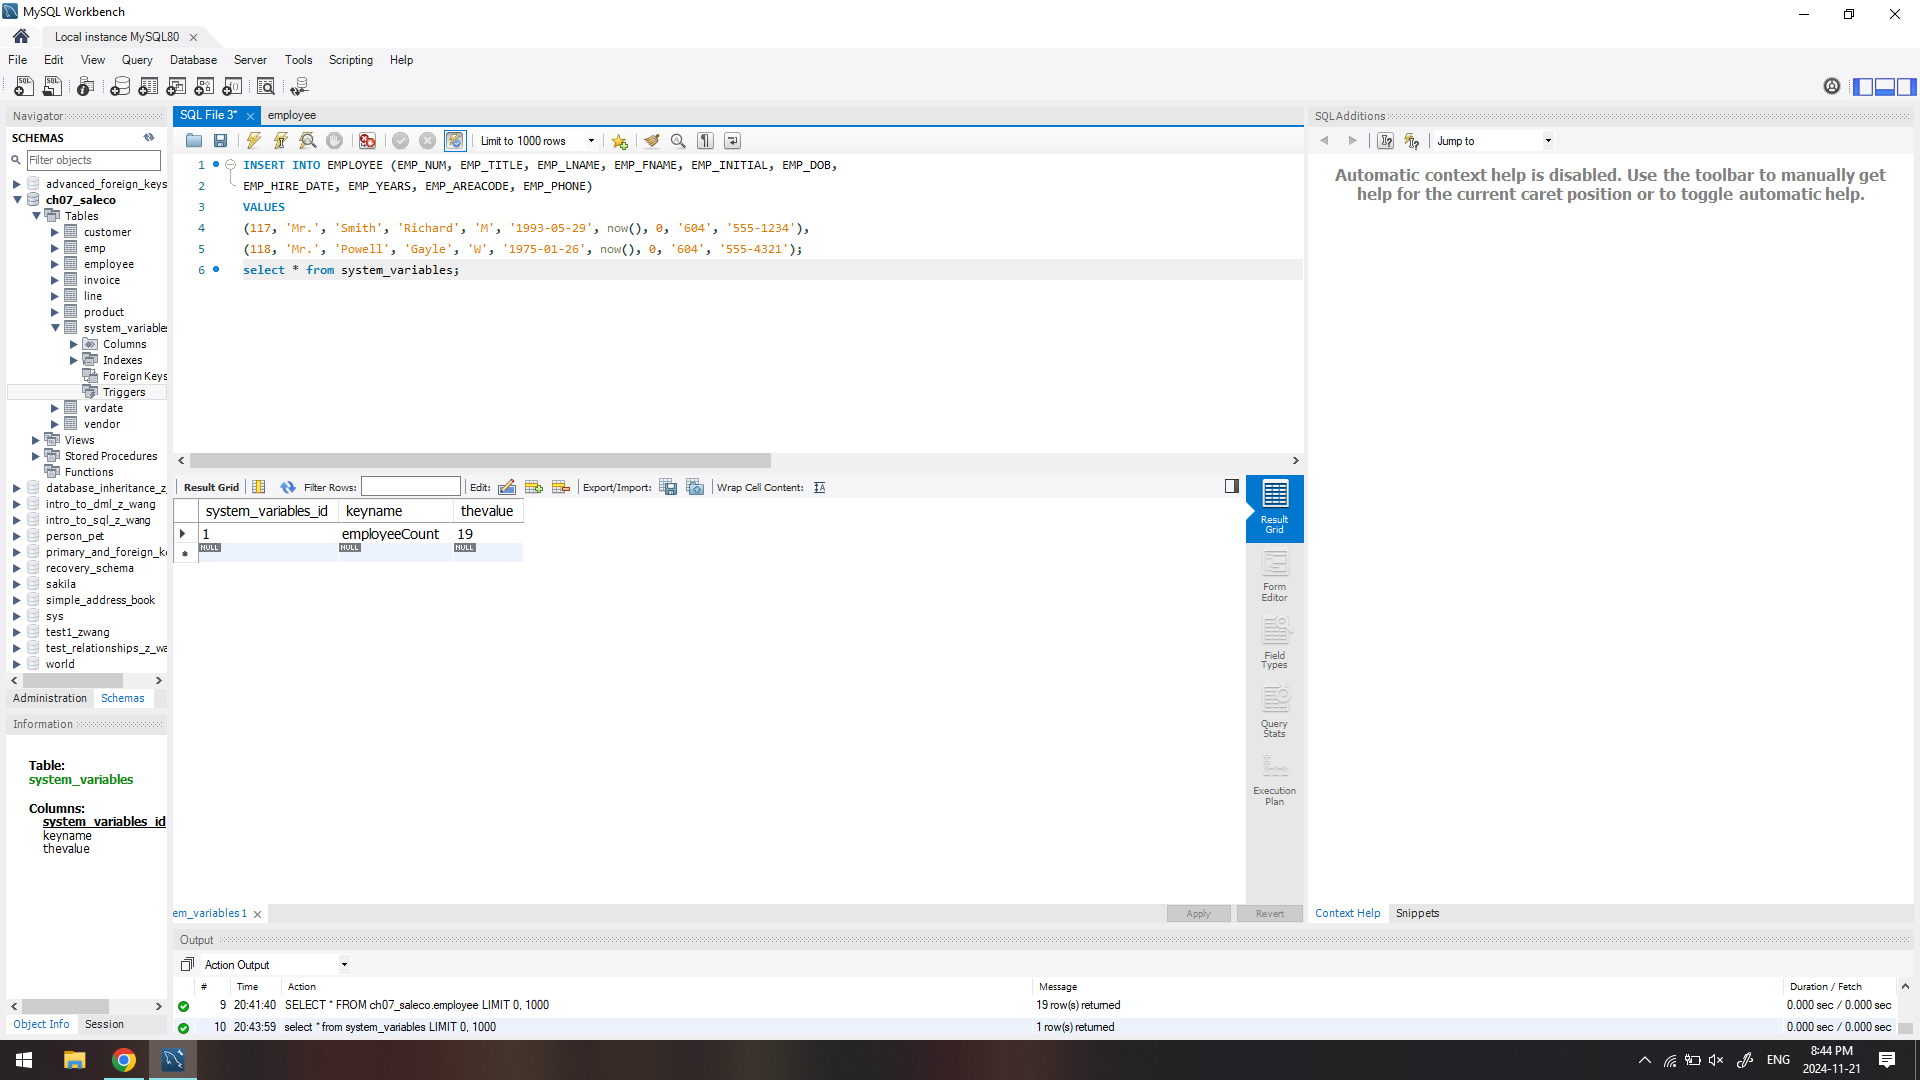 MySQL Workbench
Local instance MySQL80
File Edit View Query Database Server Tools Scripting Help
Navigator
SCHEMAS
Filter objects
advanced_foreign_keys
ch07_saleco
Tables
customer
emp
employee
invoice
line
product
system_variable
Columns
Indexes
Foreign Keys
Triggers
vardate
vendor
Views
Stored Procedures
Functions
database_inheritance_z
intro_to_dml_z_wang
intro_to_sql_z_wang
person_pet
primary_and_foreign_k
recovery_schema
sakila
simple_address_book
sys
test1_zwang
test_relationships_z_wa
world
Administration Schemas
Information
Table:
system_variables
Columns:
system_variables_id
keyname
thevalue
Object Info Session
SQL File 3* employee
Limit to 1000 rows
1 INSERT INTO EMPLOYEE (EMP_NUM, EMP_TITLE, EMP_LNAME, EMP_FNAME, EMP_INITIAL, EMP_DOB,
2 EMP_HIRE_DATE, EMP_YEARS, EMP_AREACODE, EMP_PHONE)
3 VALUES
4 (117, 'Mr.', 'Smith', 'Richard', 'M', '1993-05-29', now(), 0, '604', '555-1234'),
5 (118, 'Mr.', 'Powell', 'Gayle', 'W', '1975-01-26', now(), 0, '604', '555-4321');
6 select * from system_variables;
Result Grid Filter Rows: Edit: Export/Import: Wrap Cell Content:
system_variables_id keyname thevalue
1 employeeCount 19
NULL NULL NULL
Result
Grid
Form
Editor
Field
Types
Query
Stats
Execution
Plan
em_variables 1
Apply Revert
SQLAdditions
Jump to
Automatic context help is disabled. Use the toolbar to manually get
help for the current caret position or to toggle automatic help.
Context Help Snippets
Output
Action Output
# Time Action Message Duration / Fetch
9 20:41:40 SELECT * FROM ch07_saleco.employee LIMIT 0, 1000 19 row(s) returned 0.000 sec / 0.000 sec
10 20:43:59 select * from system_variables LIMIT 0, 1000 1 row(s) returned 0.000 sec / 0.000 sec
ENG
8:44 PM
2024-11-21